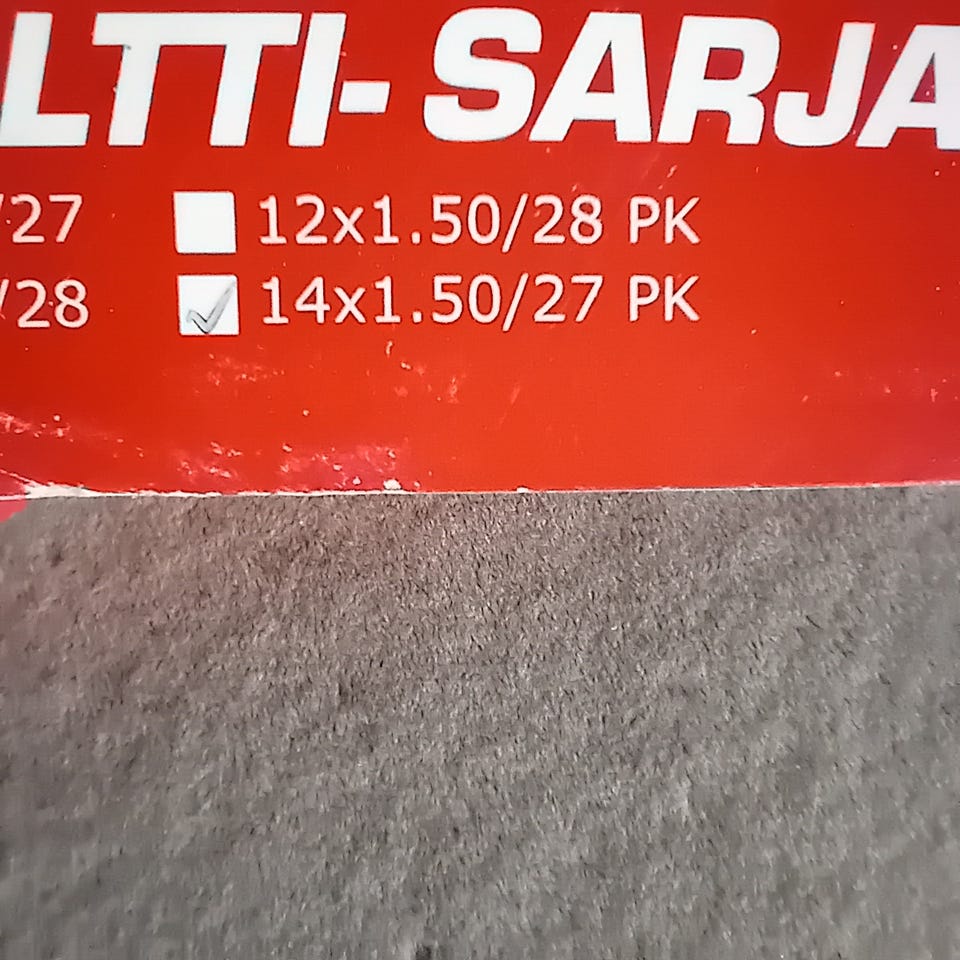 LTTI-SARJA
/27 12x1.50/28 PK
/28 14x1.50/27 PK